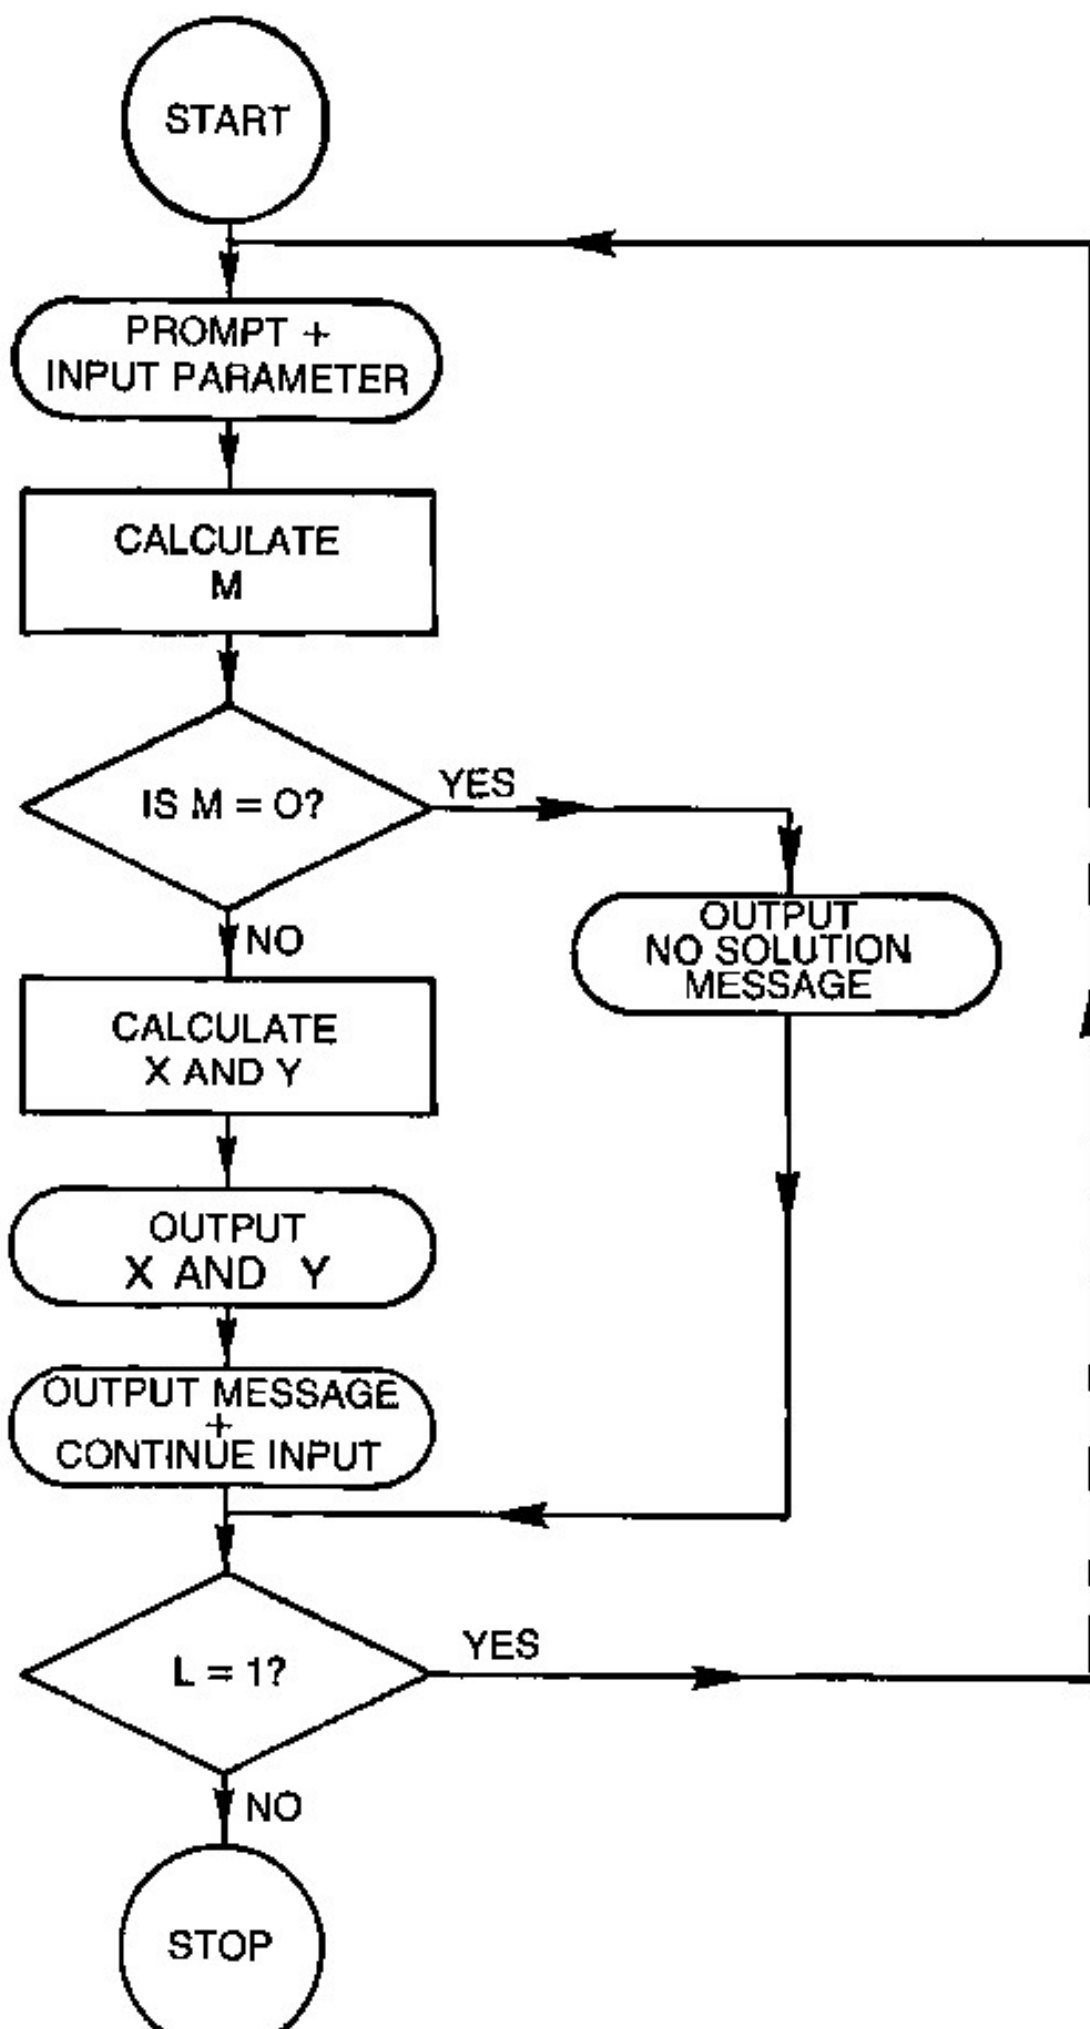 START
PROMPT +
INPUT PARAMETER
CALCULATE
M
IS M = O?
YES
NO
OUTPUT
NO SOLUTION
MESSAGE
CALCULATE
X AND Y
OUTPUT
X AND Y
OUTPUT MESSAGE
+
CONTINUE INPUT
L = 1?
YES
NO
STOP